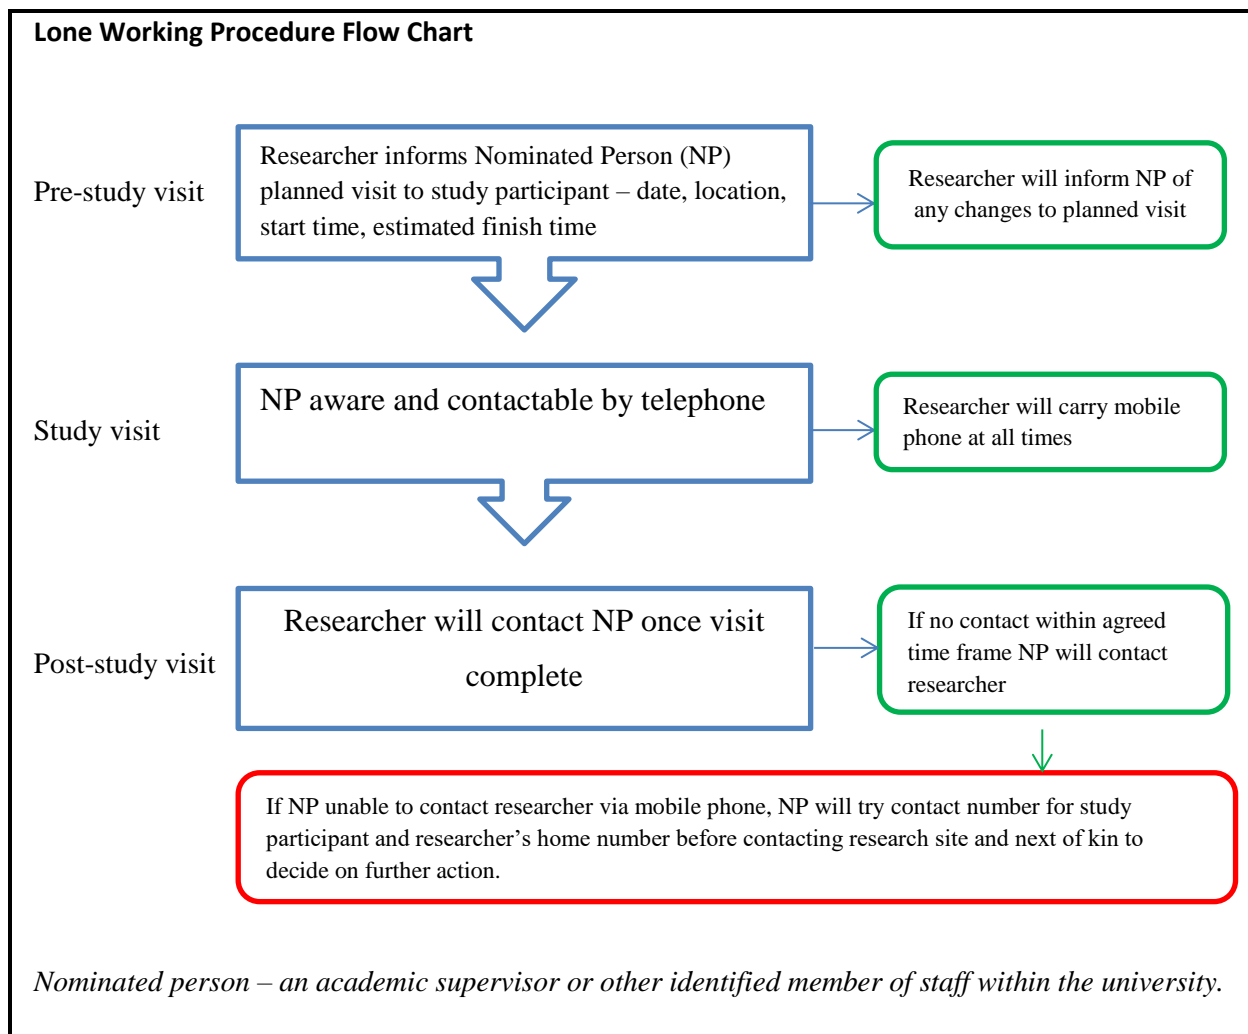 Lone Working Procedure Flow Chart
Pre-study visit
Researcher informs Nominated Person (NP)
planned visit to study participant – date, location,
start time, estimated finish time
Researcher will inform NP of
any changes to planned visit
Study visit
NP aware and contactable by telephone
Researcher will carry mobile
phone at all times
Post-study visit
Researcher will contact NP once visit
complete
If no contact within agreed
time frame NP will contact
researcher
If NP unable to contact researcher via mobile phone, NP will try contact number for study
participant and researcher’s home number before contacting research site and next of kin to
decide on further action.
Nominated person – an academic supervisor or other identified member of staff within the university.